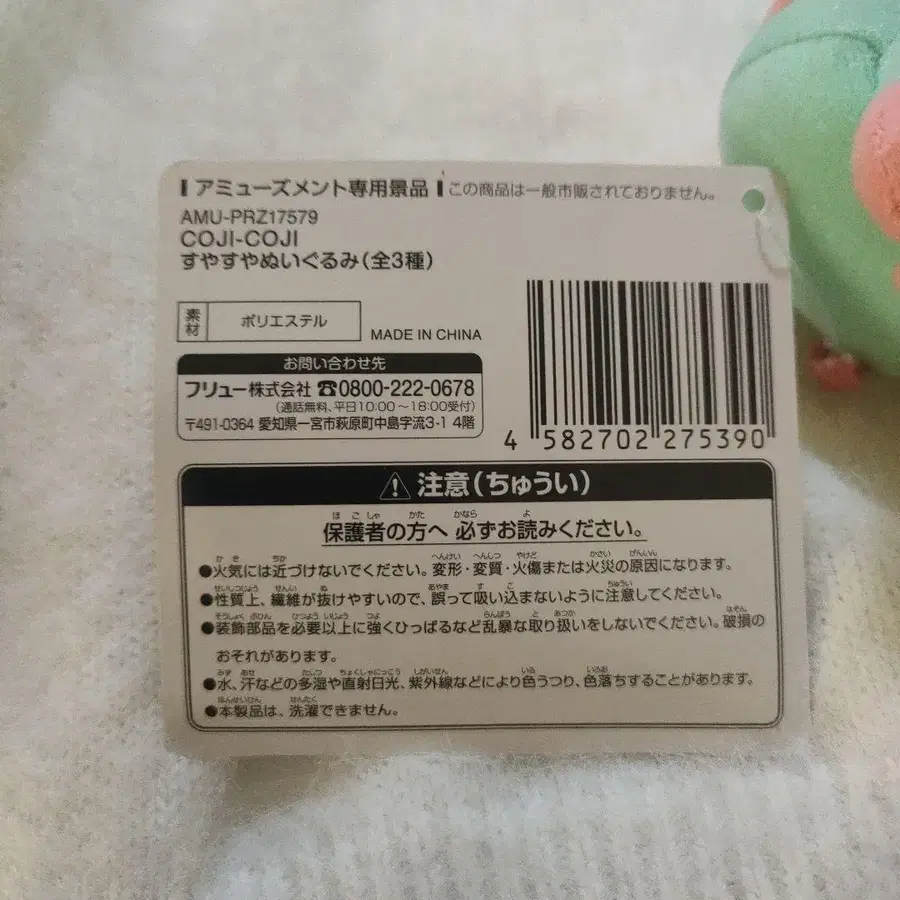 アミューズメント専用景品 この商品は一般市販されておりません。
AMU-PRZ17579
COJI-COJI
すやすやぬいぐるみ(全3種)
素材 ポリエステル
MADE IN CHINA
お問い合わせ先
フリュー株式会社 ☎0800-222-0678
(通話無料、平日10:00～18:00受付)
〒491-0364 愛知県一宮市萩原町中島字流3-1 4階
4 582702 275390
⚠ 注意(ちゅうい)
保護者の方へ 必ずお読みください。
●火気には近づけないでください。変形・変質・火傷または火災の原因になります。
●性質上、繊維が抜けやすいので、誤って吸い込まないように注意してください。
●装飾部品を必要以上に強くひっぱるなど乱暴な取り扱いをしないでください。破損の
おそれがあります。
●水、汗などの多湿や直射日光、紫外線などにより色うつり、色落ちすることがあります。
●本製品は、洗濯できません。